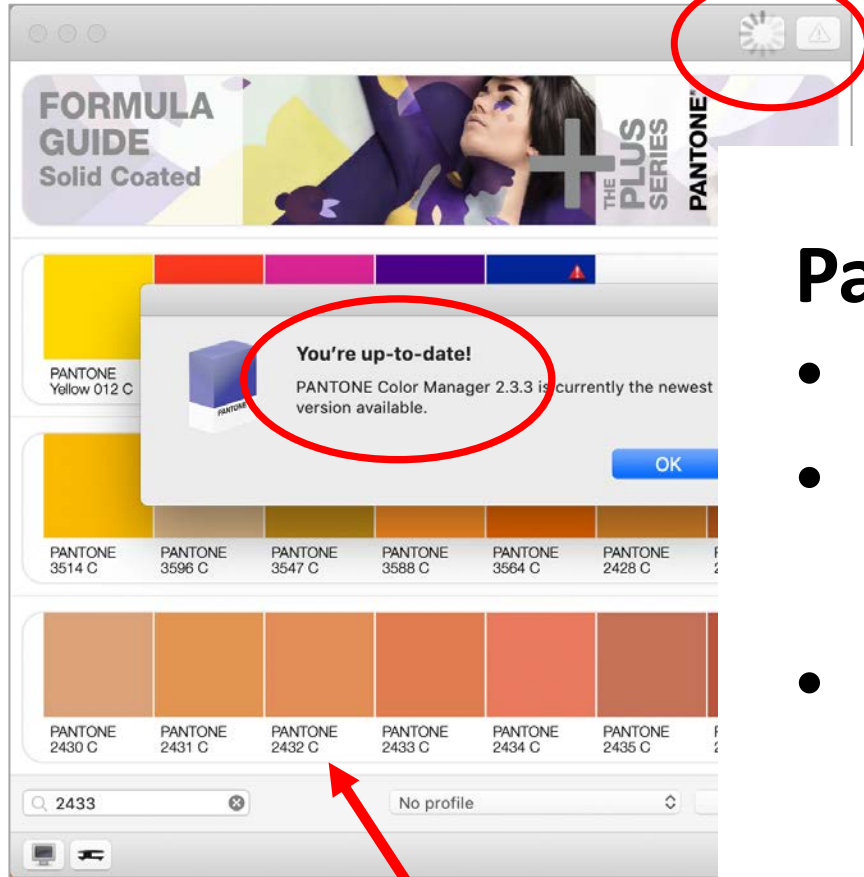 FORMULA
GUIDE
Solid Coated
THE
PLUS
SERIES
PANTONE®
Pa
PANTONE
Yellow 012 C
You're up-to-date!
PANTONE Color Manager 2.3.3 is currently the newest
version available.
PANTONE
OK
PANTONE PANTONE PANTONE PANTONE PANTONE PANTONE
3514 C 3596 C 3547 C 3588 C 3564 C 2428 C
PANTONE PANTONE PANTONE PANTONE PANTONE PANTONE
2430 C 2431 C 2432 C 2433 C 2434 C 2435 C
2433 No profile